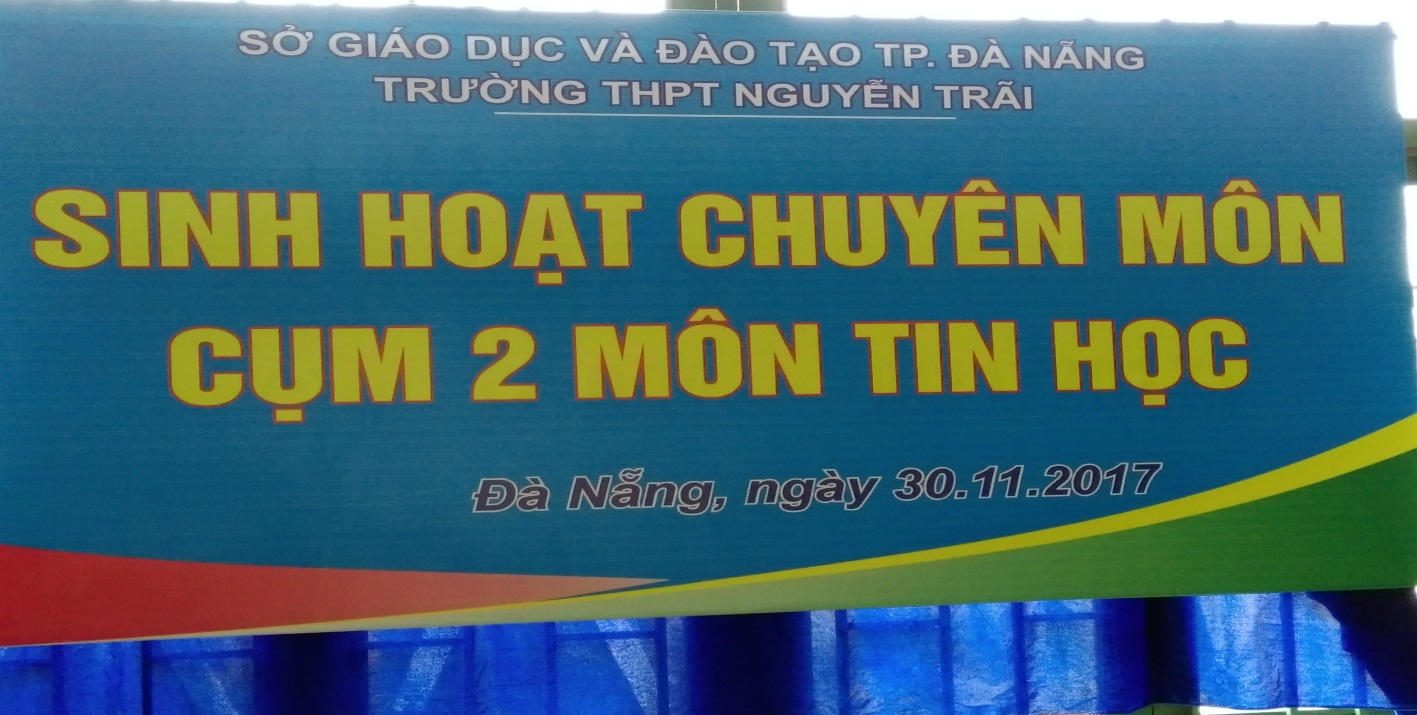 SỞ GIÁO DỤC VÀ ĐÀO TẠO TP. ĐÀ NẴNG
TRƯỜNG THPT NGUYỄN TRÃI
SINH HOẠT CHUYÊN MÔN
CỤM 2 MÔN TIN HỌC
Đà Nẵng, ngày 30.11.2017